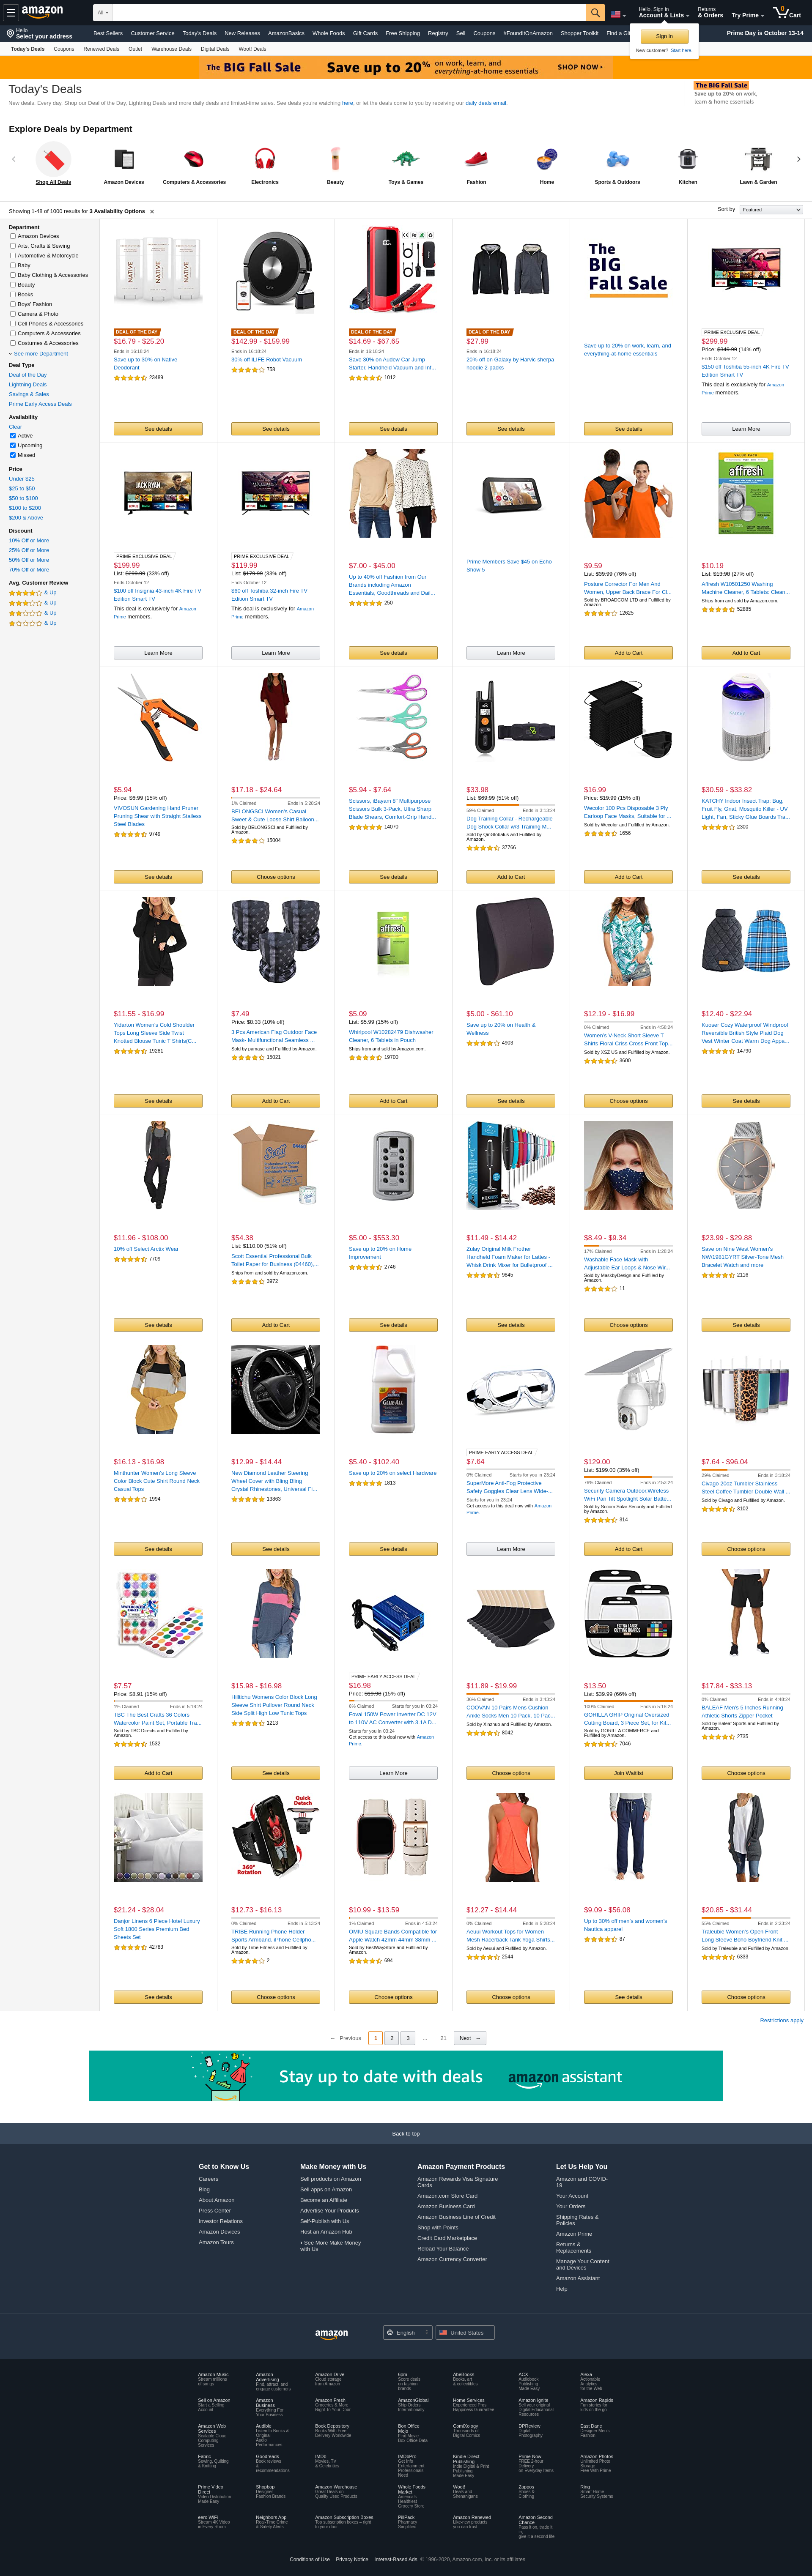 Hello
Select your address
amazon
All
Hello, Sign in
Account & Lists
Returns
& Orders
Try Prime
0
Cart
Best Sellers Customer Service Today's Deals New Releases AmazonBasics Whole Foods Gift Cards Free Shipping Registry Sell Coupons #FoundItOnAmazon Shopper Toolkit
Prime Day is October 13-14
Sign in
New customer? Start here.
Today's Deals Coupons Renewed Deals Outlet Warehouse Deals Digital Deals Woot! Deals
The BIG Fall Sale Save up to 20% on work, learn, and everything-at-home essentials SHOP NOW ›
Today's Deals
New deals. Every day. Shop our Deal of the Day, Lightning Deals and more daily deals and limited-time sales. See deals you're watching here, or let the deals come to you by receiving our daily deals email.
The BIG Fall Sale
Save up to 20% on work,
learn & home essentials
Explore Deals by Department
Shop All Deals
Amazon Devices
Computers & Accessories
Electronics
Beauty
Toys & Games
Fashion
Home
Sports & Outdoors
Kitchen
Lawn & Garden
Showing 1-48 of 1000 results for 3 Availability Options
Sort by Featured
Department
Amazon Devices
Arts, Crafts & Sewing
Automotive & Motorcycle
Baby
Baby Clothing & Accessories
Beauty
Books
Boys' Fashion
Camera & Photo
Cell Phones & Accessories
Computers & Accessories
Costumes & Accessories
See more Department
Deal Type
Deal of the Day
Lightning Deals
Savings & Sales
Prime Early Access Deals
Availability
Clear
Active
Upcoming
Missed
Price
Under $25
$25 to $50
$50 to $100
$100 to $200
$200 & Above
Discount
10% Off or More
25% Off or More
50% Off or More
70% Off or More
Avg. Customer Review
& Up
& Up
& Up
& Up
DEAL OF THE DAY
$16.79 - $25.20
Ends in 16:18:24
Save up to 30% on Native Deodorant
23489
See details
DEAL OF THE DAY
$142.99 - $159.99
Ends in 16:18:24
30% off ILIFE Robot Vacuum
758
See details
DEAL OF THE DAY
$14.69 - $67.65
Ends in 16:18:24
Save 30% on Audew Car Jump Starter, Handheld Vacuum and Inf...
1012
See details
DEAL OF THE DAY
$27.99
Ends in 16:18:24
20% off on Galaxy by Harvic sherpa hoodie 2-packs
See details
The
BIG
Fall Sale
Save up to 20% on work, learn, and everything-at-home essentials
See details
PRIME EXCLUSIVE DEAL
$299.99
Price: $349.99 (14% off)
Ends October 12
$150 off Toshiba 55-inch 4K Fire TV Edition Smart TV
This deal is exclusively for Amazon Prime members.
Learn More
PRIME EXCLUSIVE DEAL
$199.99
List: $299.99 (33% off)
Ends October 12
$100 off Insignia 43-inch 4K Fire TV Edition Smart TV
This deal is exclusively for Amazon Prime members.
Learn More
PRIME EXCLUSIVE DEAL
$119.99
List: $179.99 (33% off)
Ends October 12
$60 off Toshiba 32-inch Fire TV Edition Smart TV
This deal is exclusively for Amazon Prime members.
Learn More
$7.00 - $45.00
Up to 40% off Fashion from Our Brands including Amazon Essentials, Goodthreads and Dail...
250
See details
Prime Members Save $45 on Echo Show 5
Learn More
$9.59
List: $39.99 (76% off)
Posture Corrector For Men And Women, Upper Back Brace For Cl...
Sold by BROADCOM LTD and Fulfilled by Amazon.
12625
Add to Cart
affresh
$10.19
List: $13.98 (27% off)
Affresh W10501250 Washing Machine Cleaner, 6 Tablets: Clean...
Ships from and sold by Amazon.com.
52885
Add to Cart
$5.94
Price: $6.99 (15% off)
VIVOSUN Gardening Hand Pruner Pruning Shear with Straight Stainless Steel Blades
9749
See details
$17.18 - $24.64
1% Claimed Ends in 5:28:24
BELONGSCI Women's Casual Sweet & Cute Loose Shirt Balloon...
Sold by BELONGSCI and Fulfilled by Amazon.
15004
Choose options
$5.94 - $7.64
Scissors, iBayam 8" Multipurpose Scissors Bulk 3-Pack, Ultra Sharp Blade Shears, Comfort-Grip Hand...
14070
See details
$33.98
List: $69.99 (51% off)
59% Claimed Ends in 3:13:24
Dog Training Collar - Rechargeable Dog Shock Collar w/3 Training M...
Sold by QinGlobalus and Fulfilled by Amazon.
37766
Add to Cart
$16.99
Price: $19.99 (15% off)
Wecolor 100 Pcs Disposable 3 Ply Earloop Face Masks, Suitable for ...
Sold by Wecolor and Fulfilled by Amazon.
1656
Add to Cart
$30.59 - $33.82
KATCHY Indoor Insect Trap: Bug, Fruit Fly, Gnat, Mosquito Killer - UV Light, Fan, Sticky Glue Boards Tra...
2300
See details
$11.55 - $16.99
Yidarton Women's Cold Shoulder Tops Long Sleeve Side Twist Knotted Blouse Tunic T Shirts(C...
19281
See details
$7.49
Price: $8.33 (10% off)
3 Pcs American Flag Outdoor Face Mask- Multifunctional Seamless ...
Sold by pamase and Fulfilled by Amazon.
15021
Add to Cart
affresh
$5.09
List: $5.99 (15% off)
Whirlpool W10282479 Dishwasher Cleaner, 6 Tablets in Pouch
Ships from and sold by Amazon.com.
19700
Add to Cart
$5.00 - $61.10
Save up to 20% on Health & Wellness
4903
See details
$12.19 - $16.99
0% Claimed Ends in 4:58:24
Women's V-Neck Short Sleeve T Shirts Floral Criss Cross Front Top...
Sold by XSZ US and Fulfilled by Amazon.
3600
Choose options
$12.40 - $22.94
Kuoser Cozy Waterproof Windproof Reversible British Style Plaid Dog Vest Winter Coat Warm Dog Appa...
14790
See details
$11.96 - $108.00
10% off Select Arctix Wear
7709
See details
Scott
$54.38
List: $110.00 (51% off)
Scott Essential Professional Bulk Toilet Paper for Business (04460),...
Ships from and sold by Amazon.com.
3972
Add to Cart
$5.00 - $553.30
Save up to 20% on Home Improvement
2746
See details
$11.49 - $14.42
Zulay Original Milk Frother Handheld Foam Maker for Lattes - Whisk Drink Mixer for Bulletproof ...
9845
See details
$8.49 - $9.34
17% Claimed Ends in 1:28:24
Washable Face Mask with Adjustable Ear Loops & Nose Wir...
Sold by MaskbyDesign and Fulfilled by Amazon.
11
Choose options
$23.99 - $29.88
Save on Nine West Women's NW/1981GYRT Silver-Tone Mesh Bracelet Watch and more
2116
See details
$16.13 - $16.98
Minthunter Women's Long Sleeve Color Block Cute Shirt Round Neck Casual Tops
1994
See details
$12.99 - $14.44
New Diamond Leather Steering Wheel Cover with Bling Bling Crystal Rhinestones, Universal Fi...
13863
See details
GLUE-ALL
$5.40 - $102.40
Save up to 20% on select Hardware
1813
See details
PRIME EARLY ACCESS DEAL
$7.64
0% Claimed Starts for you in 23:24
SuperMore Anti-Fog Protective Safety Goggles Clear Lens Wide-...
Starts for you in 23:24
Get access to this deal now with Amazon Prime.
Learn More
$129.00
List: $199.00 (35% off)
76% Claimed Ends in 2:53:24
Security Camera Outdoor,Wireless WiFi Pan Tilt Spotlight Solar Batte...
Sold by Soliom Solar Security and Fulfilled by Amazon.
314
Add to Cart
$7.64 - $96.04
29% Claimed Ends in 3:18:24
Civago 20oz Tumbler Stainless Steel Coffee Tumbler Double Wall ...
Sold by Civago and Fulfilled by Amazon.
3102
Choose options
$7.57
Price: $8.91 (15% off)
1% Claimed Ends in 5:18:24
TBC The Best Crafts 36 Colors Watercolor Paint Set, Portable Tra...
Sold by TBC Directs and Fulfilled by Amazon.
1532
Add to Cart
$15.98 - $16.98
Hilltichu Womens Color Block Long Sleeve Shirt Pullover Round Neck Side Split High Low Tunic Tops
1213
See details
PRIME EARLY ACCESS DEAL
$16.98
Price: $19.98 (15% off)
6% Claimed Starts for you in 03:24
Foval 150W Power Inverter DC 12V to 110V AC Converter with 3.1A D...
Starts for you in 03:24
Get access to this deal now with Amazon Prime.
Learn More
$11.89 - $19.99
36% Claimed Ends in 3:43:24
COOVAN 10 Pairs Mens Cushion Ankle Socks Men 10 Pack, 10 Pac...
Sold by Xinzhuo and Fulfilled by Amazon.
8042
Choose options
$13.50
List: $39.99 (66% off)
100% Claimed Ends in 5:14:24
GORILLA GRIP Original Oversized Cutting Board, 3 Piece Set, for Kit...
Sold by GORILLA COMMERCE and Fulfilled by Amazon.
7046
Join Waitlist
$17.84 - $33.13
0% Claimed Ends in 4:48:24
BALEAF Men's 5 Inches Running Athletic Shorts Zipper Pocket
Sold by Baleaf Sports and Fulfilled by Amazon.
2735
Choose options
$21.24 - $28.04
Danjor Linens 6 Piece Hotel Luxury Soft 1800 Series Premium Bed Sheets Set
42783
See details
Quick Detach
360° Rotation
$12.73 - $16.13
0% Claimed Ends in 5:13:24
TRIBE Running Phone Holder Sports Armband. iPhone Cellpho...
Sold by Tribe Fitness and Fulfilled by Amazon.
2
Choose options
$10.99 - $13.59
1% Claimed Ends in 4:53:24
OMIU Square Bands Compatible for Apple Watch 42mm 44mm 38mm ...
Sold by BestWayStore and Fulfilled by Amazon.
694
Choose options
$12.27 - $14.44
0% Claimed Ends in 5:28:24
Aeuui Workout Tops for Women Mesh Racerback Tank Yoga Shirts...
Sold by Aeuui and Fulfilled by Amazon.
2544
Choose options
$9.09 - $56.08
Up to 30% off men's and women's Nautica apparel
87
See details
$20.85 - $31.44
55% Claimed Ends in 2:23:24
Traleubie Women's Open Front Long Sleeve Boho Boyfriend Knit ...
Sold by Traleubie and Fulfilled by Amazon.
6333
Choose options
Restrictions apply
← Previous 1 2 3 ... 21 Next →
Stay up to date with deals amazon assistant
Back to top
Get to Know Us
Careers
Blog
About Amazon
Press Center
Investor Relations
Amazon Devices
Amazon Tours
Make Money with Us
Sell products on Amazon
Sell apps on Amazon
Become an Affiliate
Advertise Your Products
Self-Publish with Us
Host an Amazon Hub
› See More Make Money with Us
Amazon Payment Products
Amazon Rewards Visa Signature Cards
Amazon.com Store Card
Amazon Business Card
Amazon Business Line of Credit
Shop with Points
Credit Card Marketplace
Reload Your Balance
Amazon Currency Converter
Let Us Help You
Amazon and COVID-19
Your Account
Your Orders
Shipping Rates & Policies
Amazon Prime
Returns & Replacements
Manage Your Content and Devices
Amazon Assistant
Help
amazon
English
United States
Amazon Music Stream millions of songs
Amazon Advertising Find, attract, and engage customers
Amazon Drive Cloud storage from Amazon
6pm Score deals on fashion brands
AbeBooks Books, art & collectibles
ACX Audiobook Publishing Made Easy
Alexa Actionable Analytics for the Web
Sell on Amazon Start a Selling Account
Amazon Business Everything For Your Business
Amazon Fresh Groceries & More Right To Your Door
AmazonGlobal Ship Orders Internationally
Home Services Experienced Pros Happiness Guarantee
Amazon Ignite Sell your original Digital Educational Resources
Amazon Rapids Fun stories for kids on the go
Amazon Web Services Scalable Cloud Computing Services
Audible Listen to Books & Original Audio Performances
Book Depository Books With Free Delivery Worldwide
Box Office Mojo Find Movie Box Office Data
ComiXology Thousands of Digital Comics
DPReview Digital Photography
East Dane Designer Men's Fashion
Fabric Sewing, Quilting & Knitting
Goodreads Book reviews & recommendations
IMDb Movies, TV & Celebrities
IMDbPro Get Info Entertainment Professionals Need
Kindle Direct Publishing Indie Digital & Print Publishing Made Easy
Prime Now FREE 2-hour Delivery on Everyday Items
Amazon Photos Unlimited Photo Storage Free With Prime
Prime Video Direct Video Distribution Made Easy
Shopbop Designer Fashion Brands
Amazon Warehouse Great Deals on Quality Used Products
Whole Foods Market America's Healthiest Grocery Store
Woot! Deals and Shenanigans
Zappos Shoes & Clothing
Ring Smart Home Security Systems
eero WiFi Stream 4K Video in Every Room
Neighbors App Real-Time Crime & Safety Alerts
Amazon Subscription Boxes Top subscription boxes – right to your door
PillPack Pharmacy Simplified
Amazon Renewed Like-new products you can trust
Amazon Second Chance Pass it on, trade it in, give it a second life
Conditions of Use Privacy Notice Interest-Based Ads © 1996-2020, Amazon.com, Inc. or its affiliates